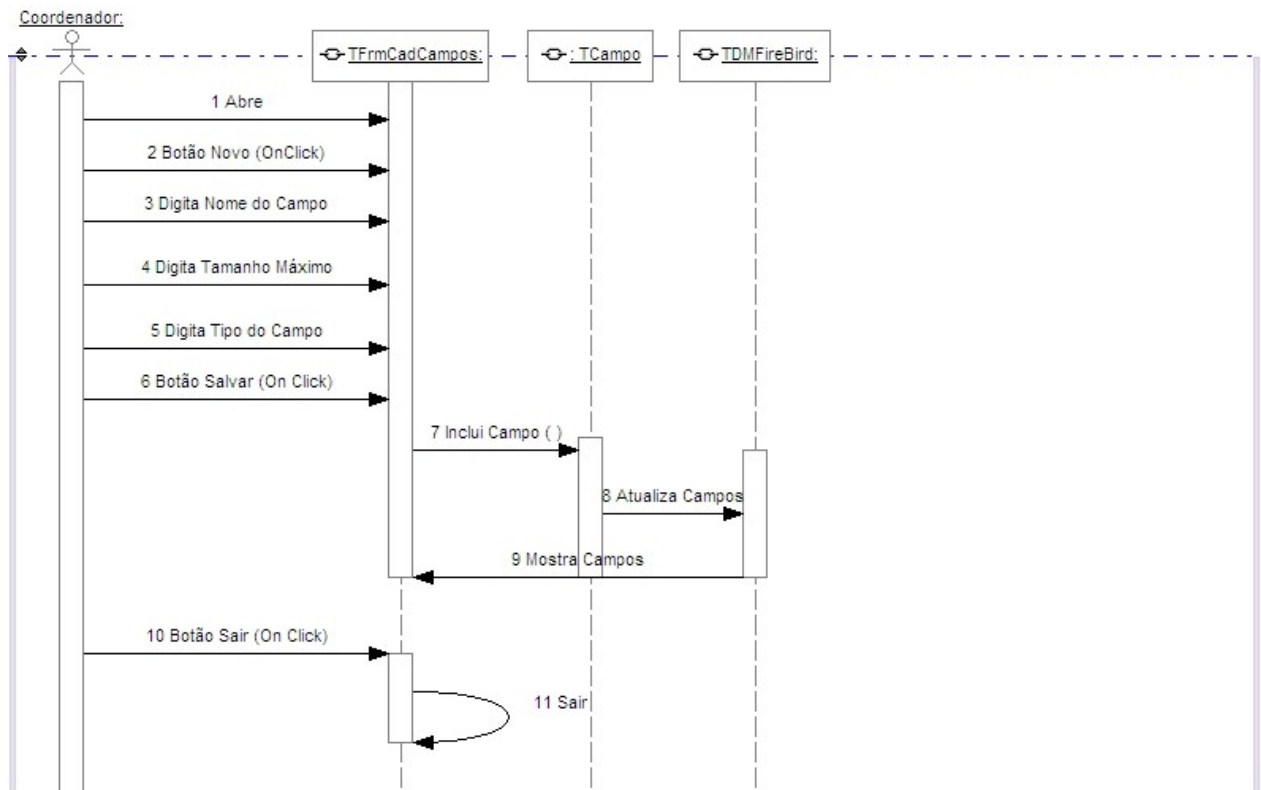 Coordenador:
TFrmCadCampos:
: TCampo
TDMFireBird:
1 Abre
2 Botão Novo (OnClick)
3 Digita Nome do Campo
4 Digita Tamanho Máximo
5 Digita Tipo do Campo
6 Botão Salvar (On Click)
7 Inclui Campo ( )
8 Atualiza Campos
9 Mostra Campos
10 Botão Sair (On Click)
11 Sair